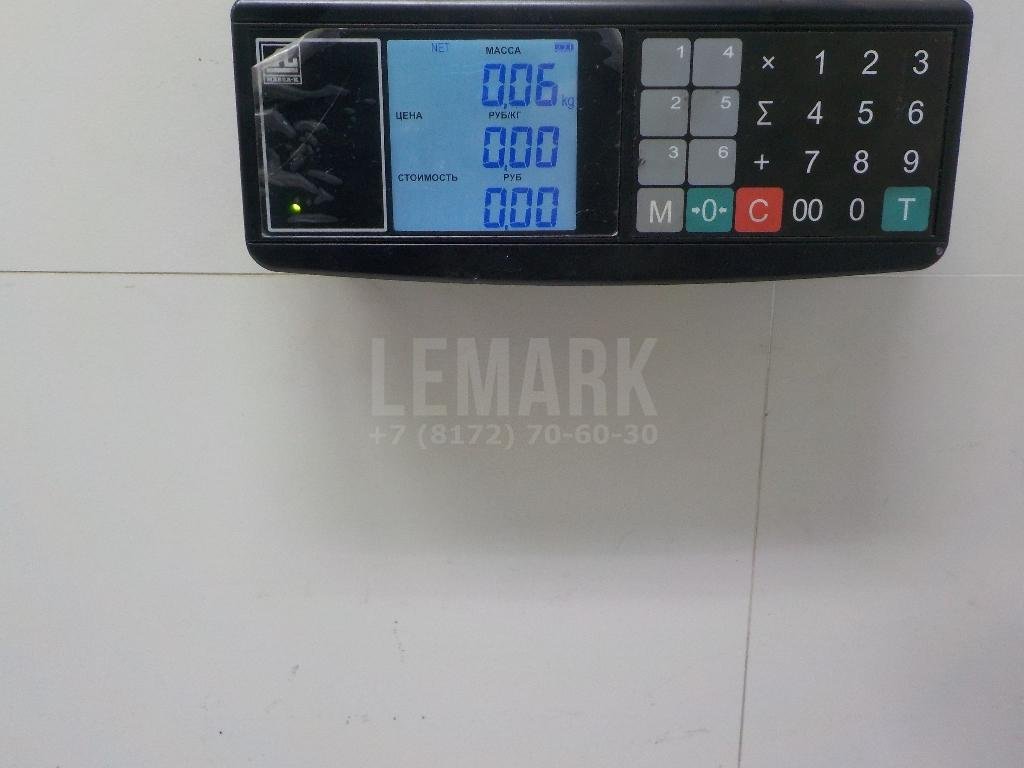 МАССА-К
NET МАССА
0,06 kg
ЦЕНА РУБ/КГ
0,00
СТОИМОСТЬ РУБ
0,00
1 4 × 1 2 3
2 5 Σ 4 5 6
3 6 + 7 8 9
M →0← C 00 0 T
LEMARK
+7 (8172) 70-60-30